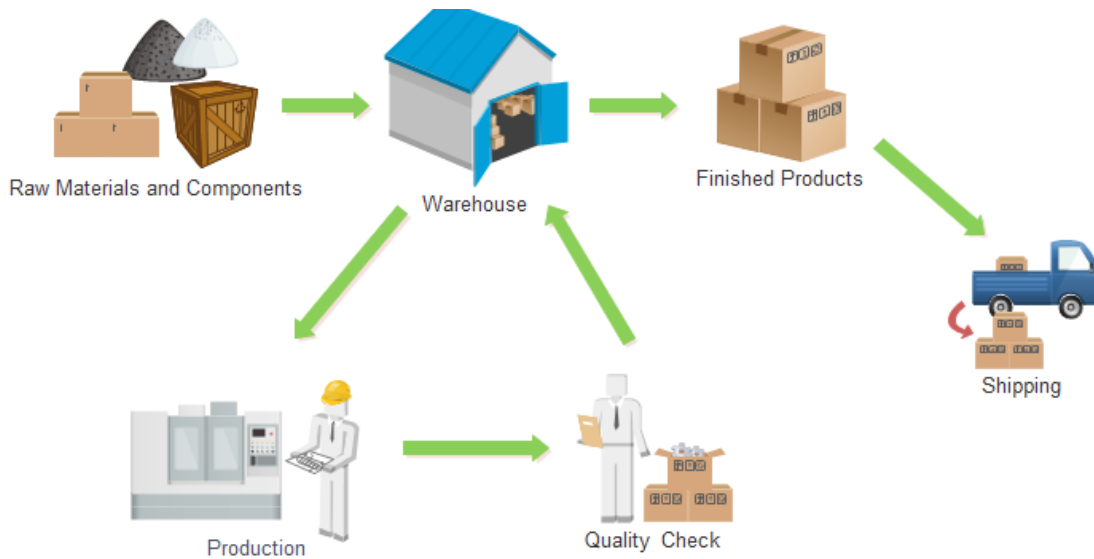 Raw Materials and Components
Warehouse
Finished Products
Shipping
Production
Quality Check